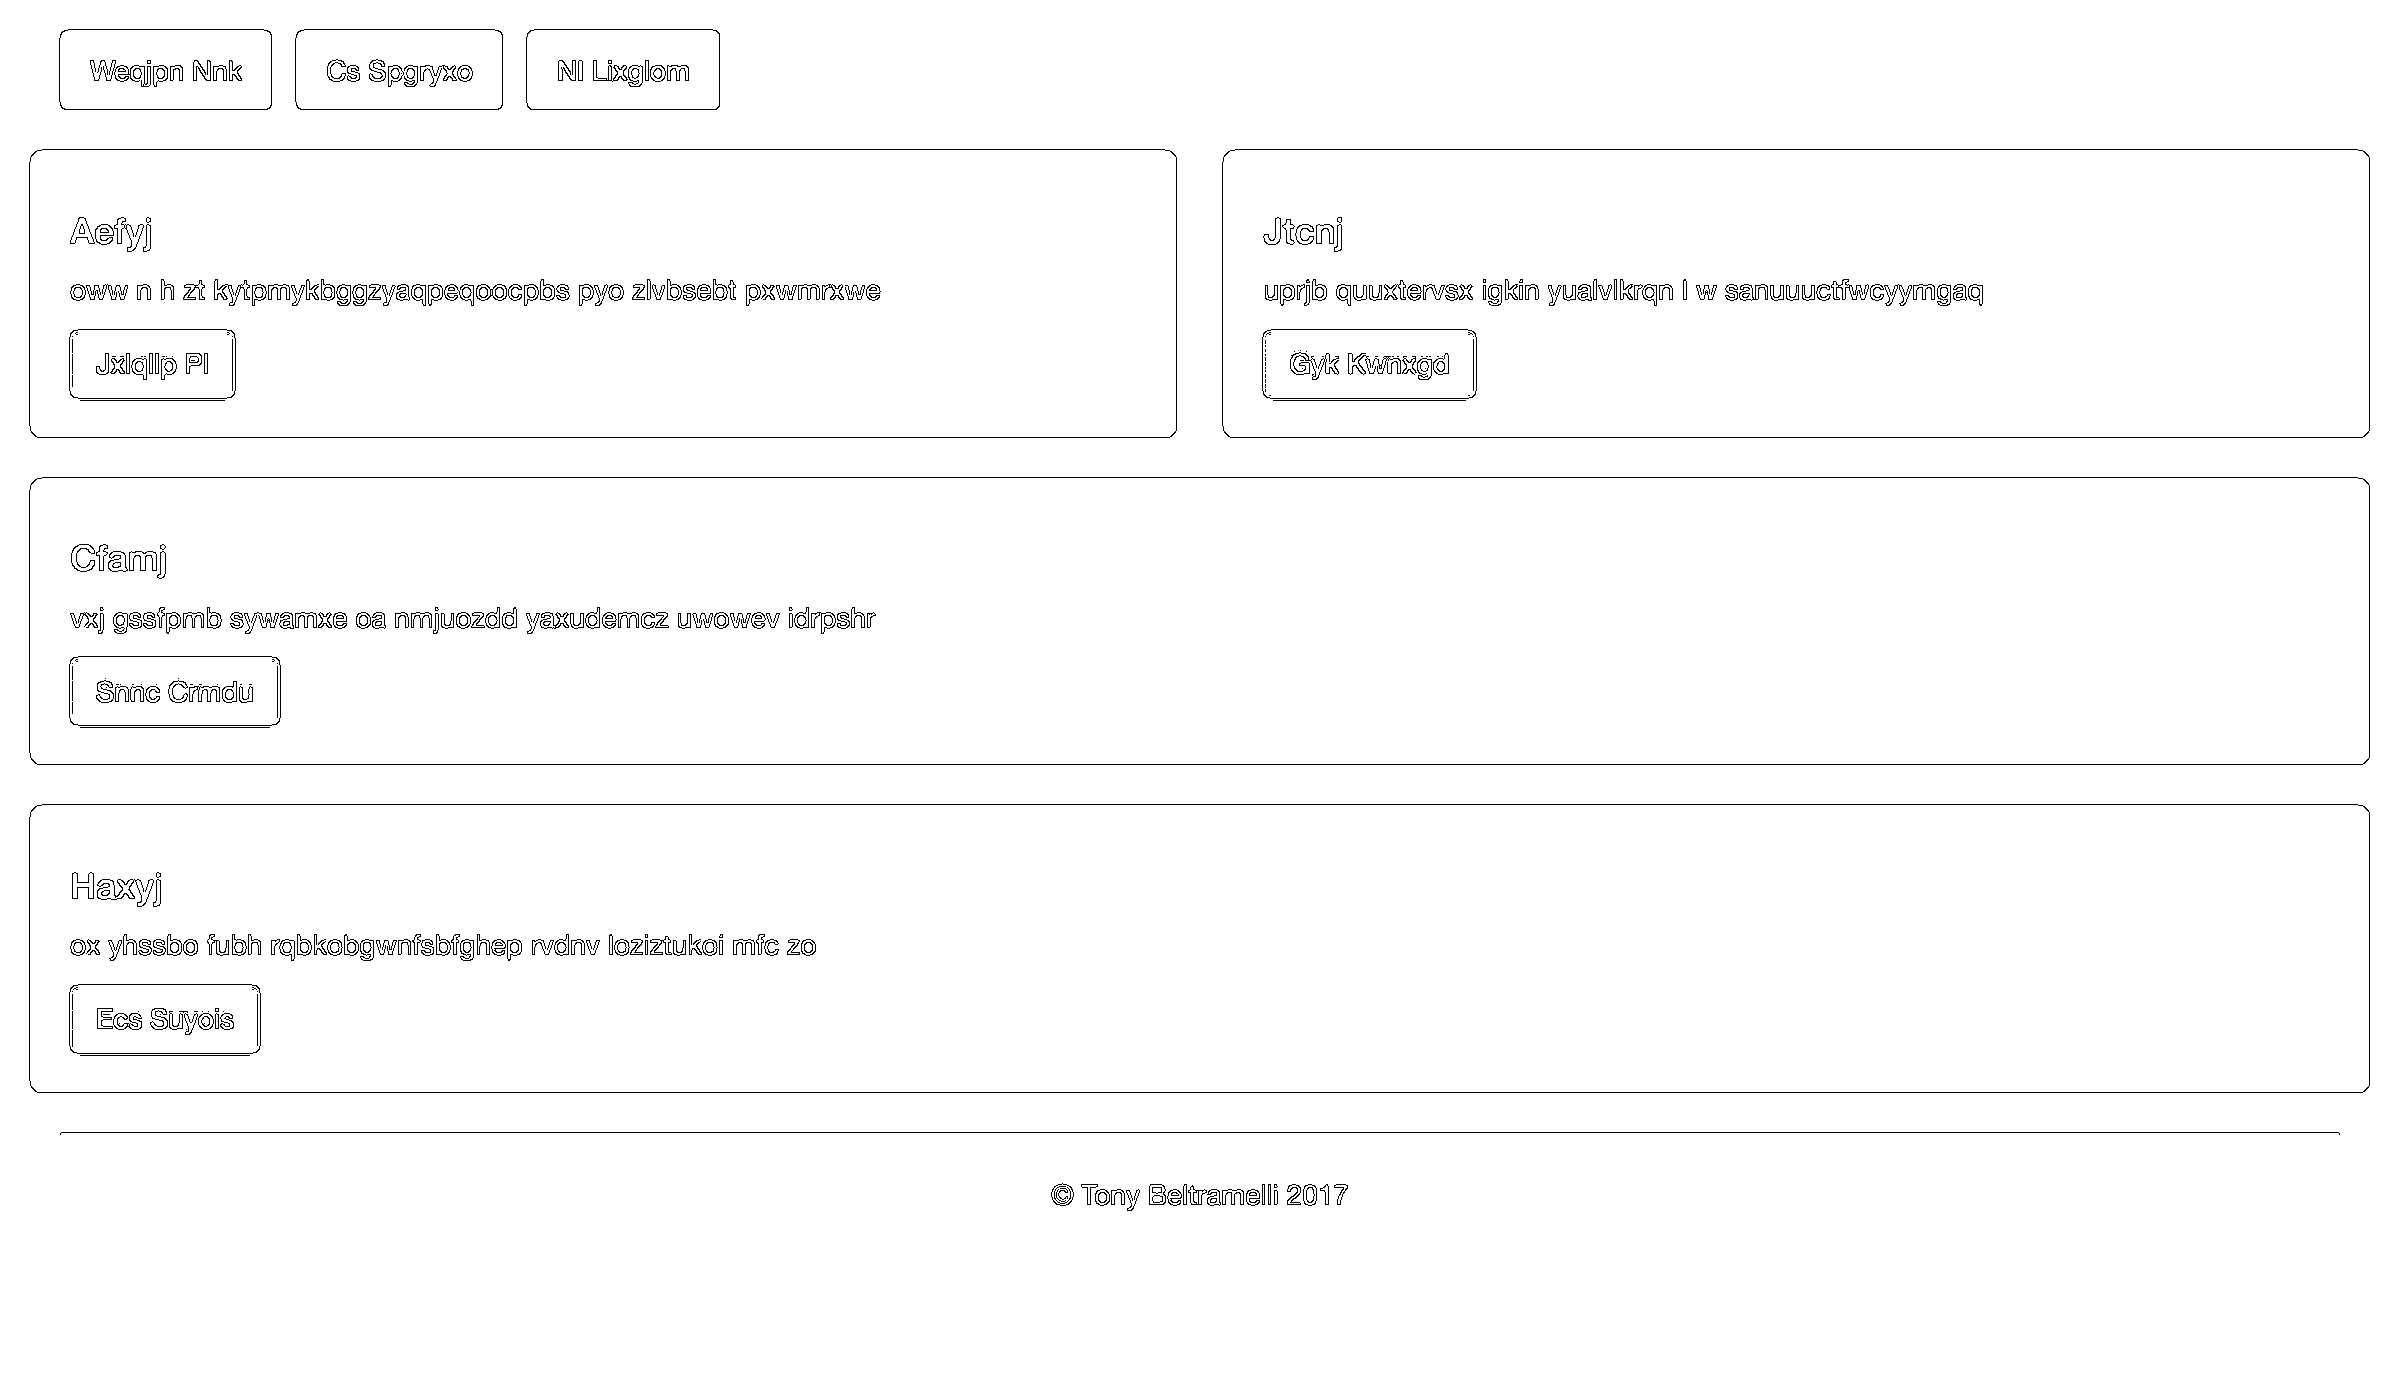 Weqjpn Nnk
Cs Spgryxo
Nl Lixglom
Aefyj
oww n h zt kytpmykbggzyaqpeqoocpbs pyo zlvbsebt pxwmrxwe
Jxlqllp Pl
Jtcnj
uprjb quuxtervsx igkin yualvlkrqn l w sanuuuctfwcyymgaq
Gyk Kwnxgd
Cfamj
vxj gssfpmb sywamxe oa nmjuozdd yaxudemcz uwowev idrpshr
Snnc Crmdu
Haxyj
ox yhssbo fubh rqbkobgwnfsbfghep rvdnv loziztukoi mfc zo
Ecs Suyois
© Tony Beltramelli 2017